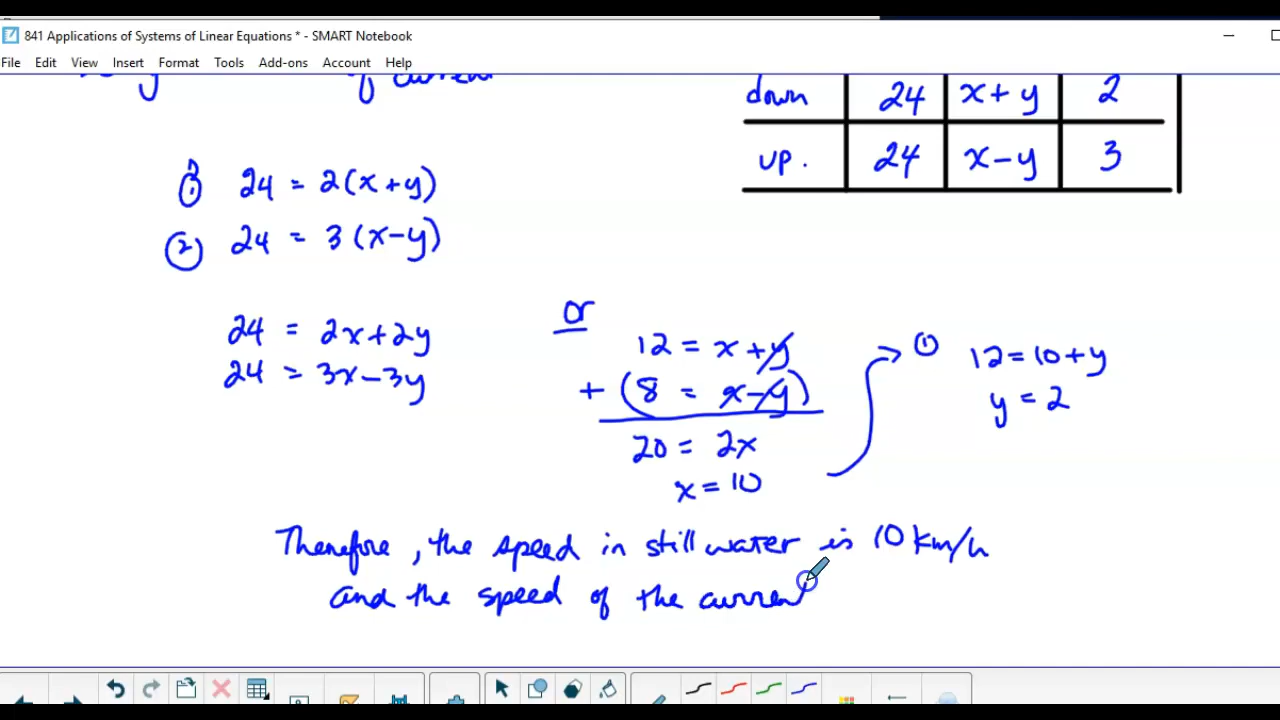 841 Applications of Systems of Linear Equations * - SMART Notebook
File Edit View Insert Format Tools Add-ons Account Help
of current
down 24 x+y 2
up. 24 x-y 3
① 24 = 2(x+y)
② 24 = 3(x-y)
24 = 2x+2y
24 = 3x-3y
or
12 = x+y
+ (8 = x-y)
20 = 2x
x = 10
① 12 = 10+y
y = 2
Therefore, the speed in still water is 10 km/h
and the speed of the curren